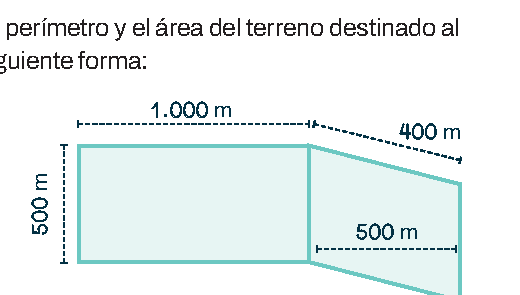 perímetro y el área del terreno destinado al
guiente forma:
1.000 m
400 m
500 m
500 m